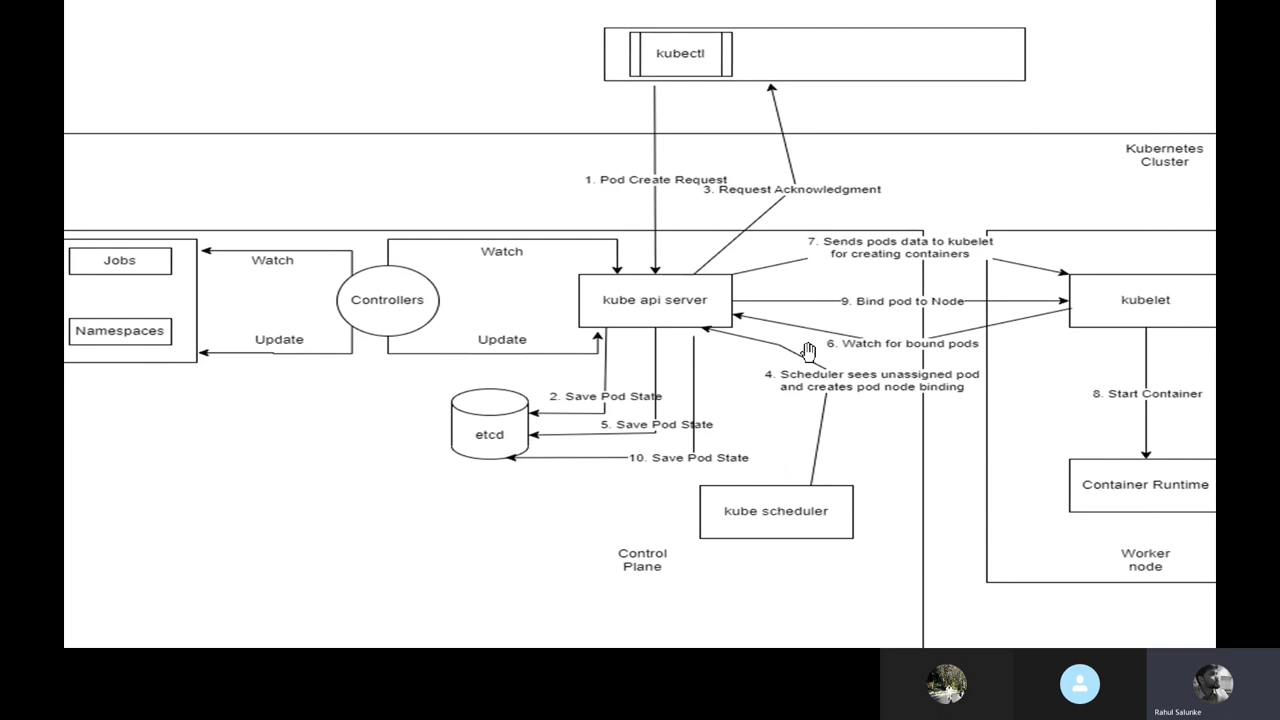 kubectl
Kubernetes
Cluster
1. Pod Create Request
3. Request Acknowledgment
7. Sends pods data to kubelet
for creating containers
Jobs
Watch
Watch
Controllers
kube api server
9. Bind pod to Node
kubelet
Namespaces
Update
Update
6. Watch for bound pods
4. Scheduler sees unassigned pod
and creates pod node binding
2. Save Pod State
8. Start Container
5. Save Pod State
etcd
10. Save Pod State
Container Runtime
kube scheduler
Control
Plane
Worker
node
Rahul Salunke